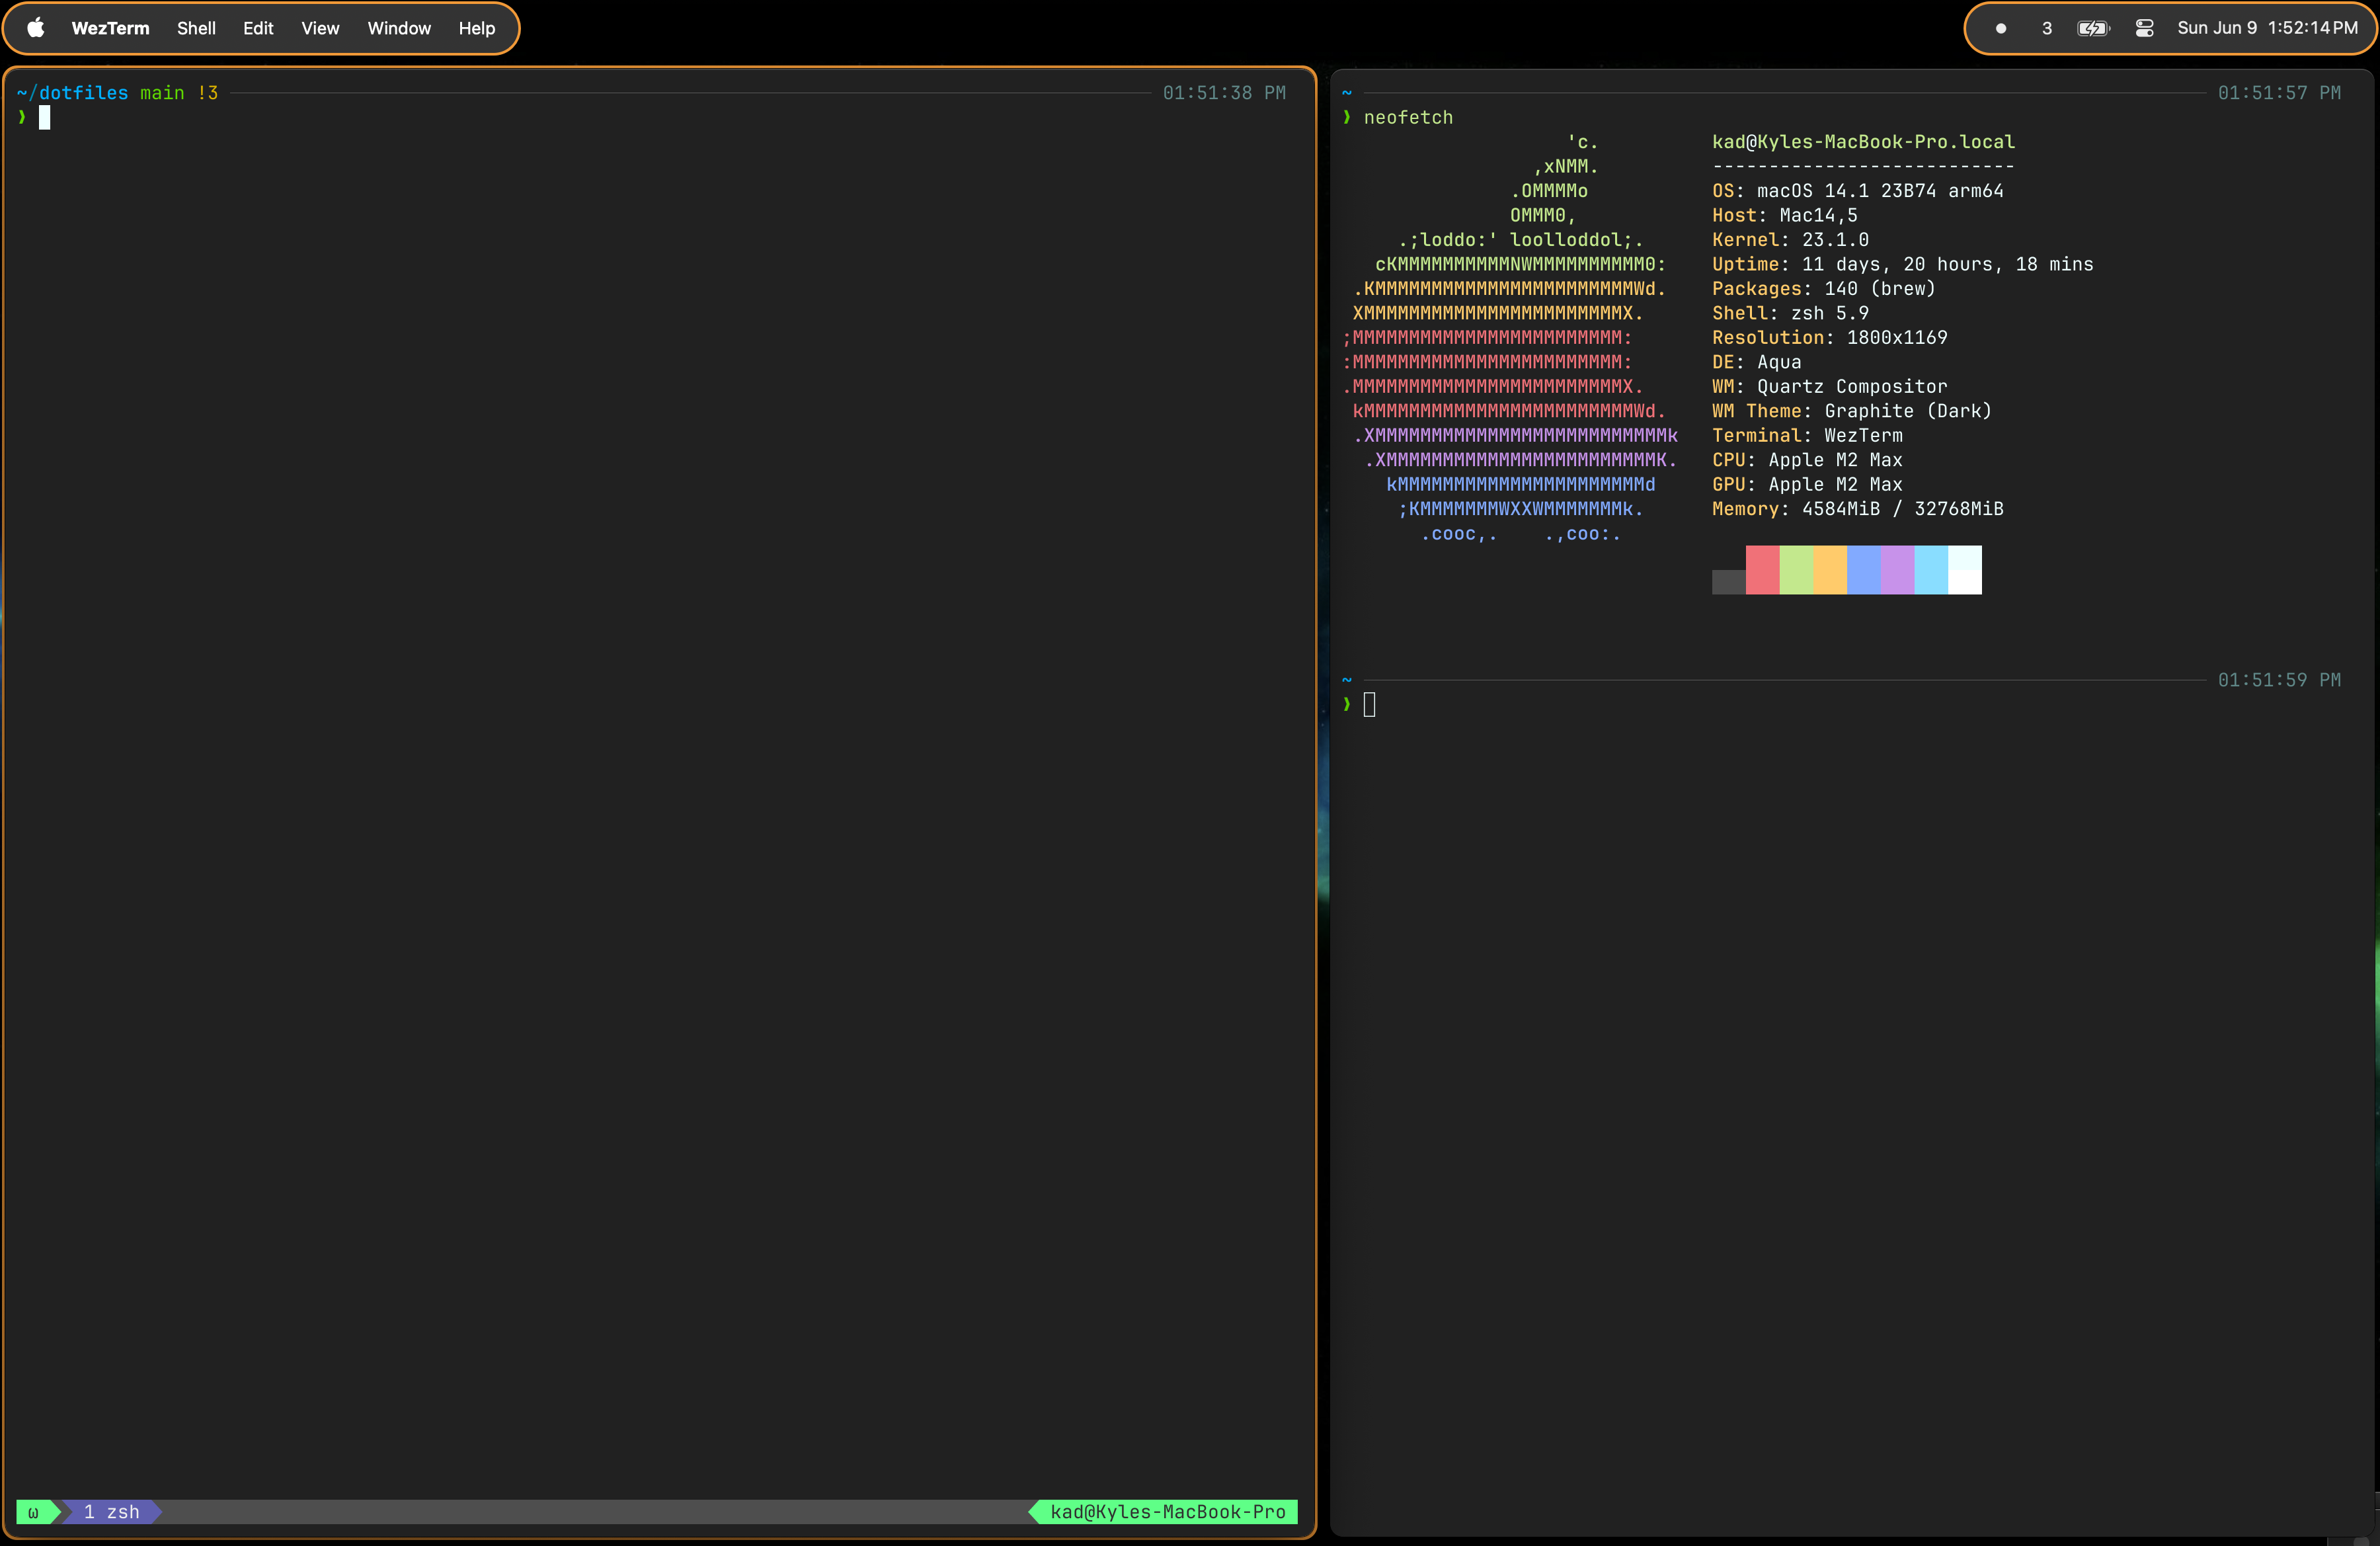 WezTerm Shell Edit View Window Help
3 Sun Jun 9 1:52:14 PM
~/dotfiles main !3 01:51:38 PM
❯
ω 1 zsh kad@Kyles-MacBook-Pro
~ 01:51:57 PM
❯ neofetch
'c. kad@Kyles-MacBook-Pro.local
,xNMM. ---------------------------
.OMMMMo OS: macOS 14.1 23B74 arm64
OMMM0, Host: Mac14,5
.;loddo:' loolloddol;. Kernel: 23.1.0
cKMMMMMMMMMMNWMMMMMMMMMM0: Uptime: 11 days, 20 hours, 18 mins
.KMMMMMMMMMMMMMMMMMMMMMMMWd. Packages: 140 (brew)
XMMMMMMMMMMMMMMMMMMMMMMMX. Shell: zsh 5.9
;MMMMMMMMMMMMMMMMMMMMMMMM: Resolution: 1800x1169
:MMMMMMMMMMMMMMMMMMMMMMMM: DE: Aqua
.MMMMMMMMMMMMMMMMMMMMMMMMX. WM: Quartz Compositor
kMMMMMMMMMMMMMMMMMMMMMMMMWd. WM Theme: Graphite (Dark)
.XMMMMMMMMMMMMMMMMMMMMMMMMMMk Terminal: WezTerm
.XMMMMMMMMMMMMMMMMMMMMMMMMK. CPU: Apple M2 Max
kMMMMMMMMMMMMMMMMMMMMMMd GPU: Apple M2 Max
;KMMMMMMMWXXWMMMMMMMk. Memory: 4584MiB / 32768MiB
.cooc,. .,coo:.
~ 01:51:59 PM
❯